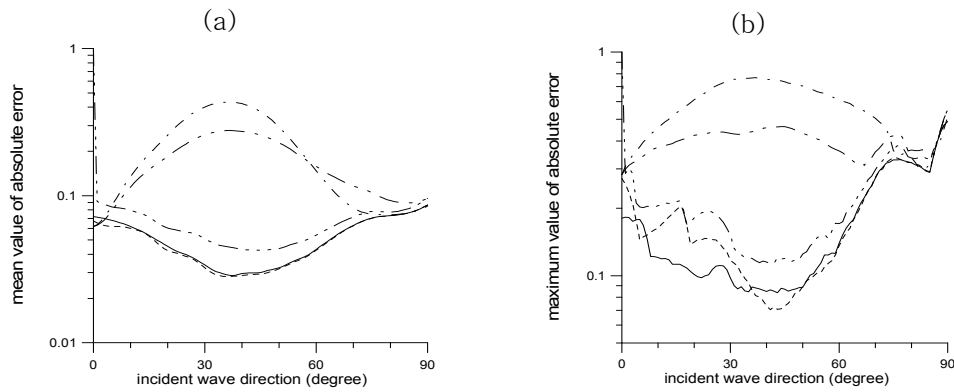 (a)
mean value of absolute error
1
0.1
0.01
0 30 60 90
incident wave direction (degree)
(b)
maximum value of absolute error
1
0.1
0 30 60 90
incident wave direction (degree)